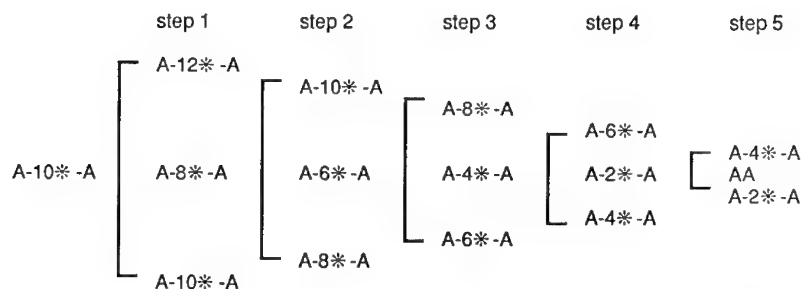 step 1 step 2 step 3 step 4 step 5
A-12✳-A
A-10✳-A
A-8✳-A
A-6✳-A
A-4✳-A
A-10✳-A A-8✳-A A-6✳-A A-4✳-A A-2✳-A AA
A-2✳-A
A-4✳-A
A-6✳-A
A-8✳-A
A-10✳-A